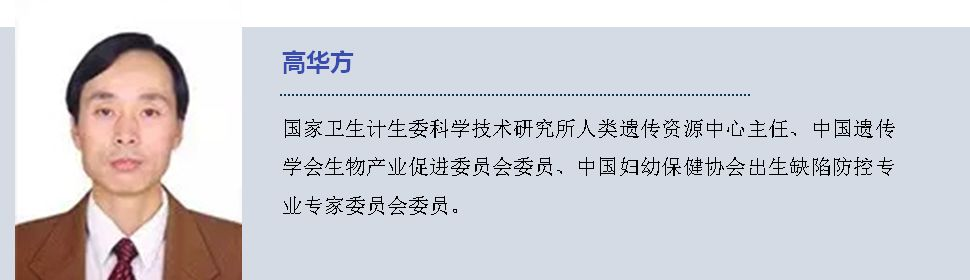 高华方
国家卫生计生委科学技术研究所人类遗传资源中心主任、中国遗传
学会生物产业促进委员会委员、中国妇幼保健协会出生缺陷防控专
业专家委员会委员。